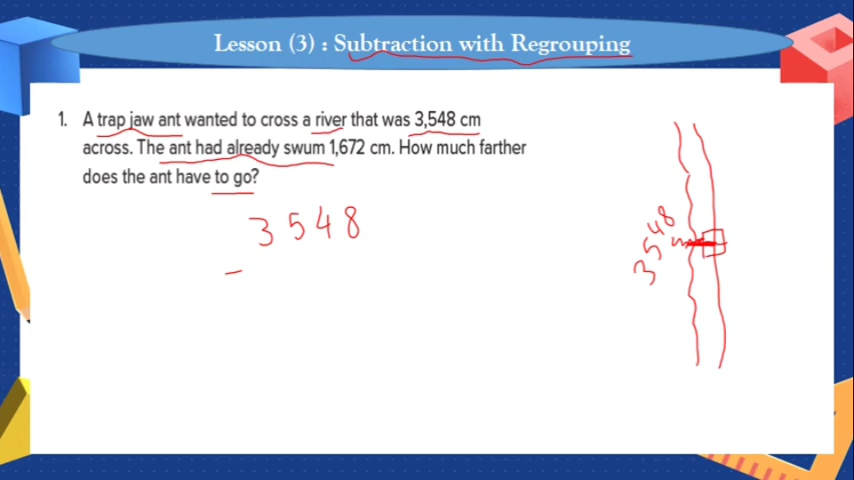 Lesson (3) : Subtraction with Regrouping
1. A trap jaw ant wanted to cross a river that was 3,548 cm
across. The ant had already swum 1,672 cm. How much farther
does the ant have to go?
3548
-
3548